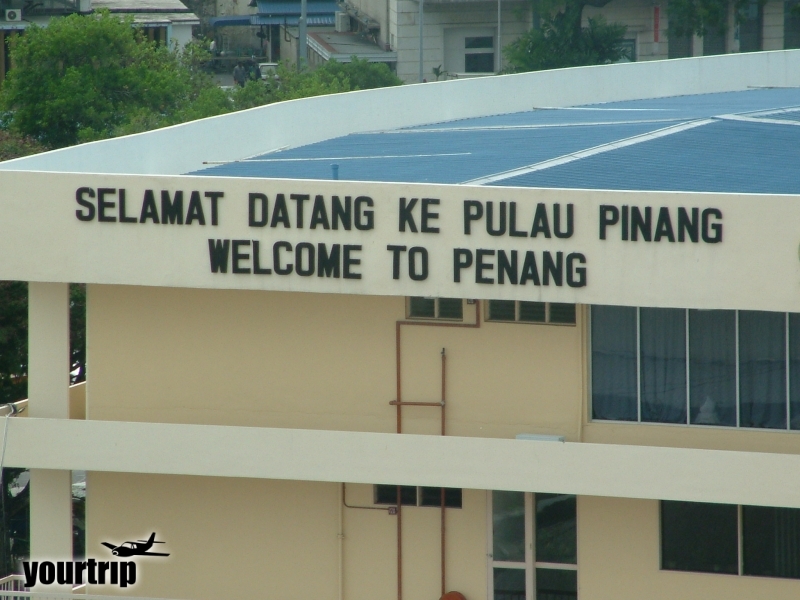 SELAMAT DATANG KE PULAU PINANG
WELCOME TO PENANG
yourtrip